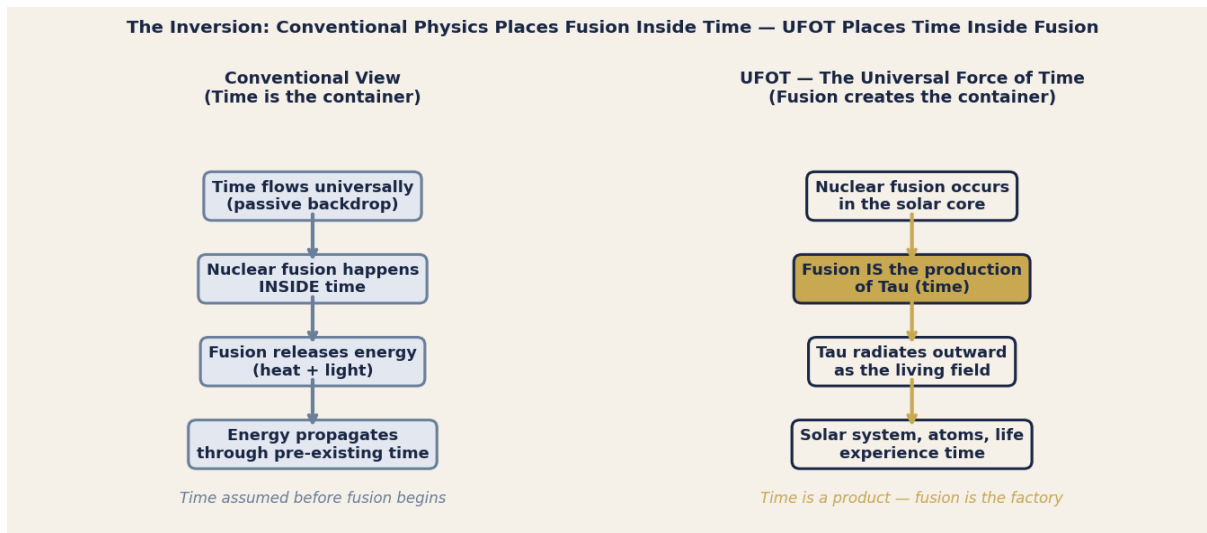 The Inversion: Conventional Physics Places Fusion Inside Time — UFOT Places Time Inside Fusion
Conventional View
(Time is the container)
Time flows universally
(passive backdrop)
Nuclear fusion happens
INSIDE time
Fusion releases energy
(heat + light)
Energy propagates
through pre-existing time
Time assumed before fusion begins
UFOT — The Universal Force of Time
(Fusion creates the container)
Nuclear fusion occurs
in the solar core
Fusion IS the production
of Tau (time)
Tau radiates outward
as the living field
Solar system, atoms, life
experience time
Time is a product — fusion is the factory